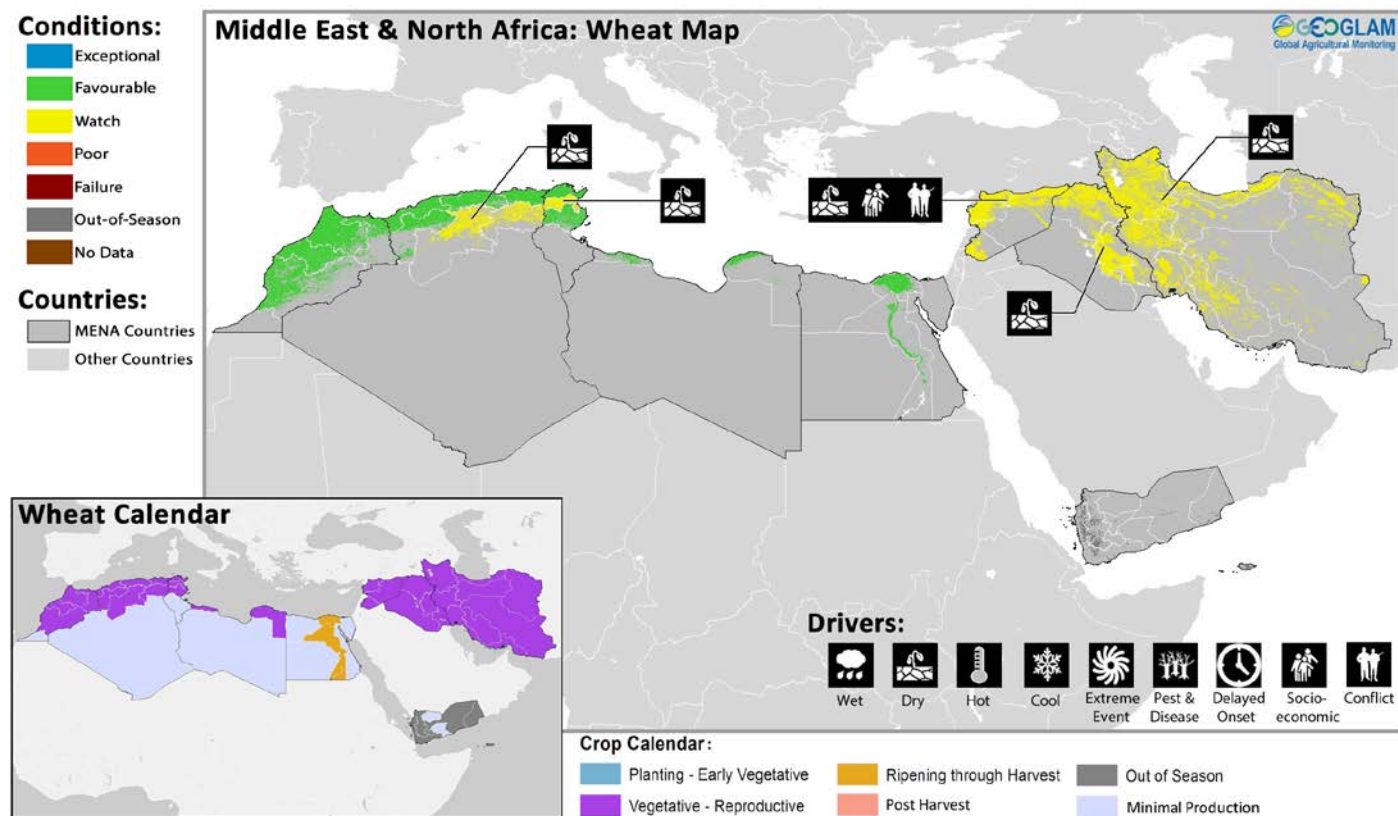 Conditions:
Exceptional
Favourable
Watch
Poor
Failure
Out-of-Season
No Data
Countries:
MENA Countries
Other Countries
Middle East & North Africa: Wheat Map
GEOGLAM
Global Agricultural Monitoring
Wheat Calendar
Drivers:
Wet
Dry
Hot
Cool
Extreme
Event
Pest &
Disease
Delayed
Onset
Socio-
economic
Conflict
Crop Calendar:
Planting - Early Vegetative
Ripening through Harvest
Out of Season
Vegetative - Reproductive
Post Harvest
Minimal Production